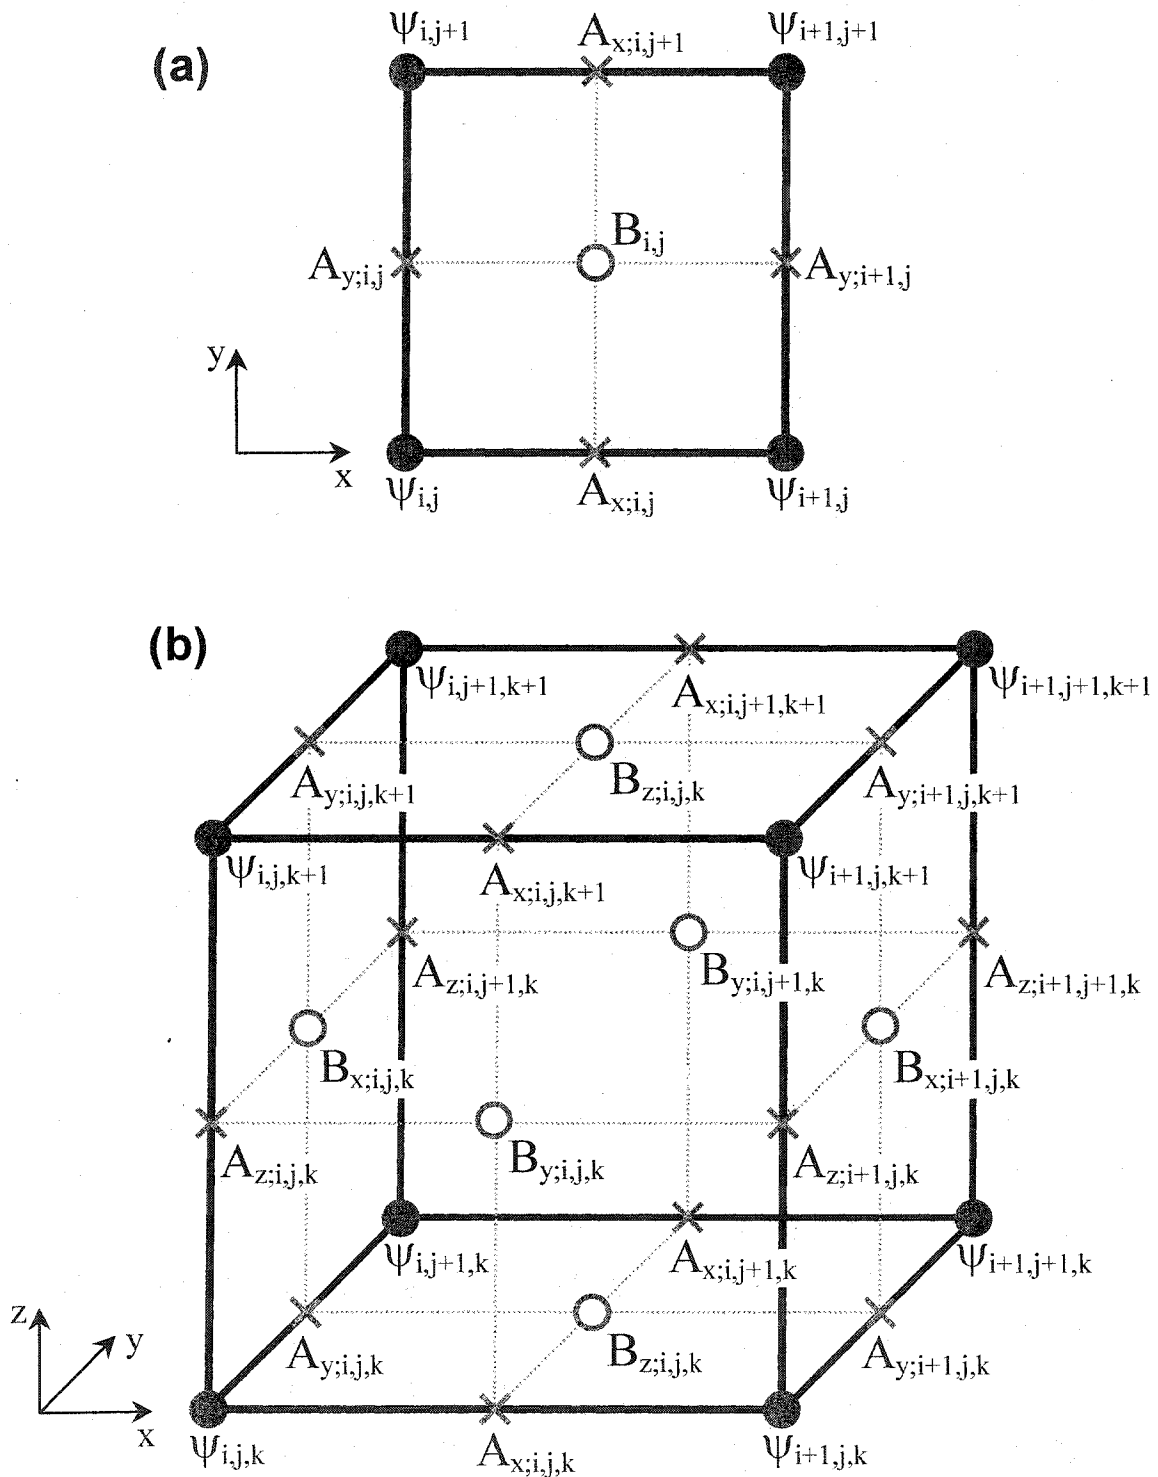 ψi,j+1 Ax;i,j+1 ψi+1,j+1
(a)
Bi,j
Ay;i,j Ay;i+1,j
y
x
ψi,j Ax;i,j ψi+1,j
(b)
ψi,j+1,k+1 Ax;i,j+1,k+1 ψi+1,j+1,k+1
Ay;i,j,k+1 Bz;i,j,k Ay;i+1,j,k+1
ψi,j,k+1 Ax;i,j,k+1 ψi+1,j,k+1
Az;i,j+1,k By;i,j+1,k Az;i+1,j+1,k
Bx;i,j,k Bx;i+1,j,k
Az;i,j,k By;i,j,k Az;i+1,j,k
ψi,j+1,k Ax;i,j+1,k ψi+1,j+1,k
z
y
Ay;i,j,k Bz;i,j,k Ay;i+1,j,k
x
ψi,j,k Ax;i,j,k ψi+1,j,k